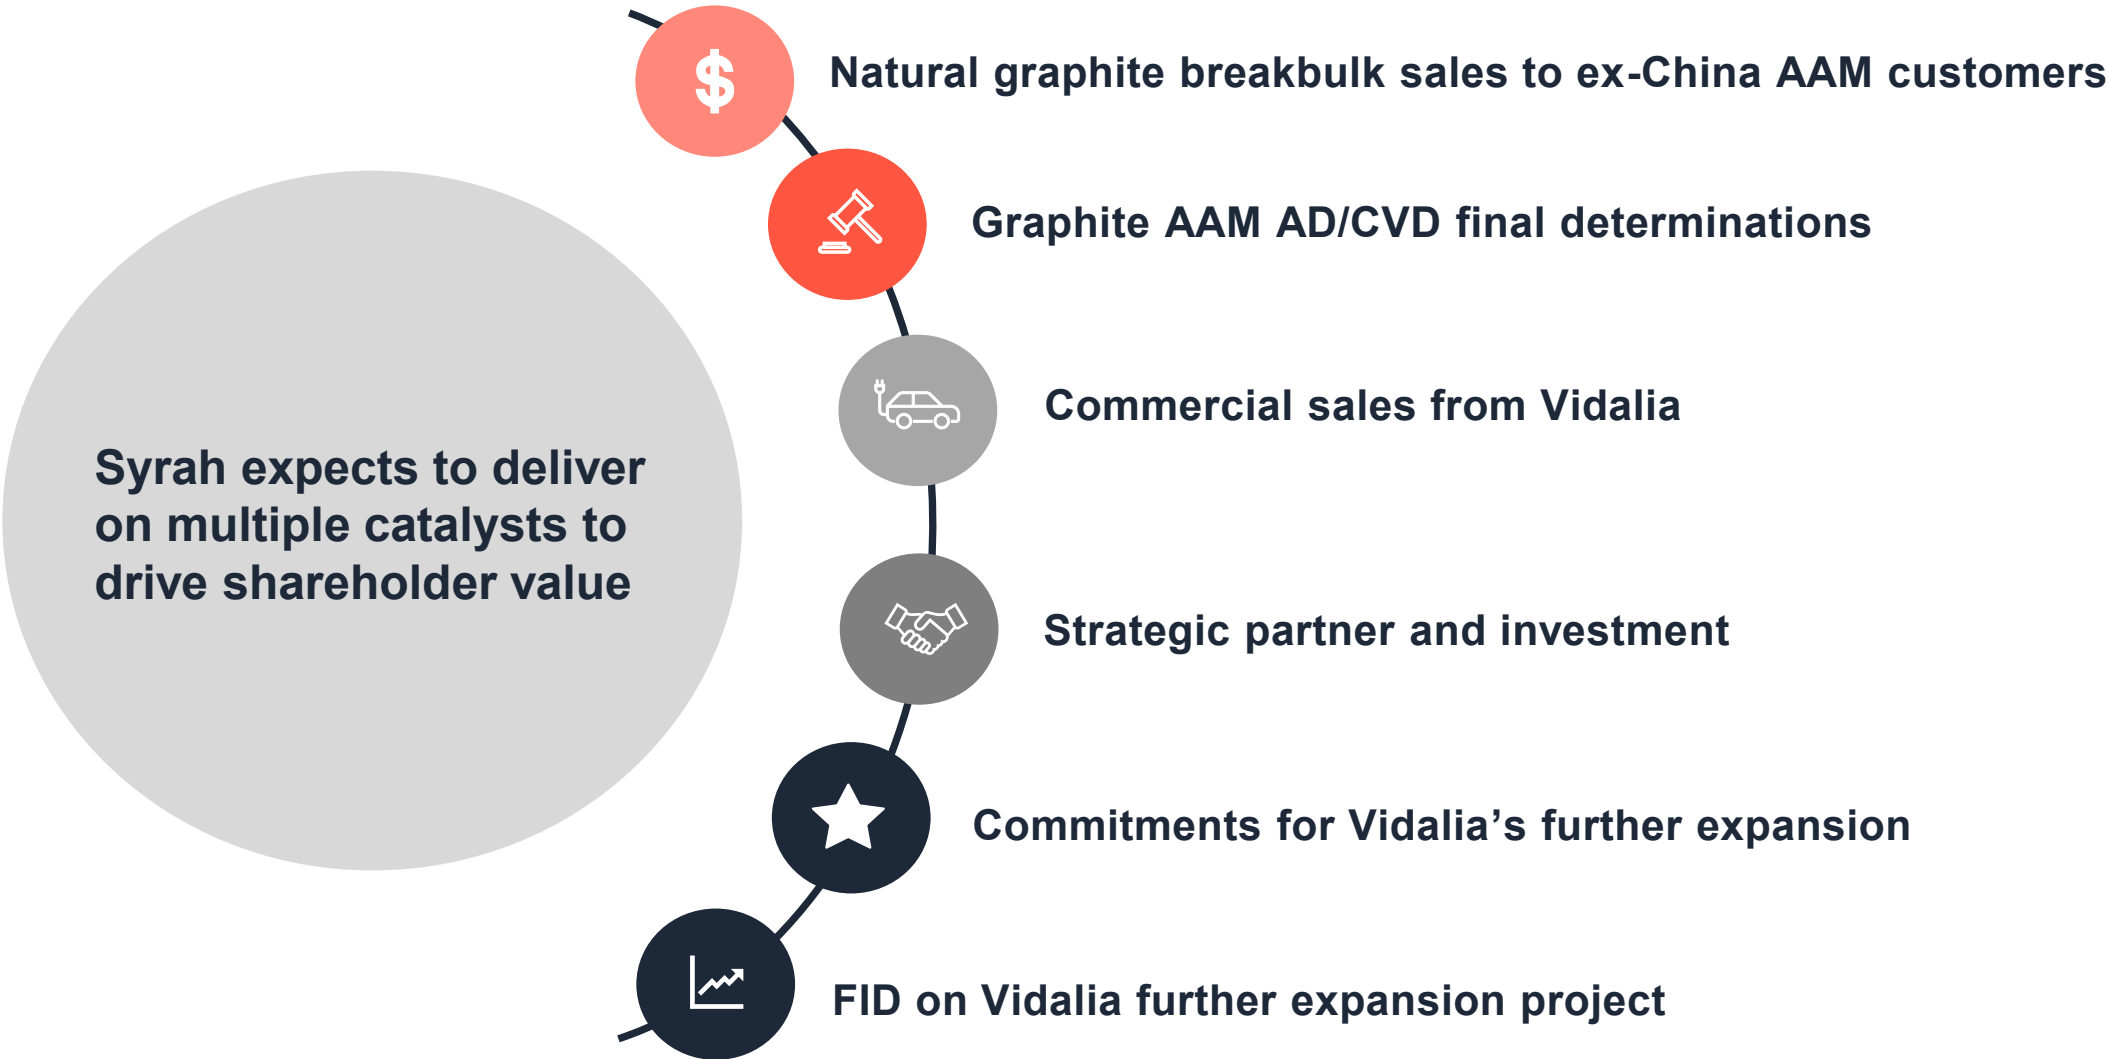 $
Natural graphite breakbulk sales to ex-China AAM customers
Graphite AAM AD/CVD final determinations
Commercial sales from Vidalia
Syrah expects to deliver
on multiple catalysts to
drive shareholder value
Strategic partner and investment
Commitments for Vidalia’s further expansion
FID on Vidalia further expansion project